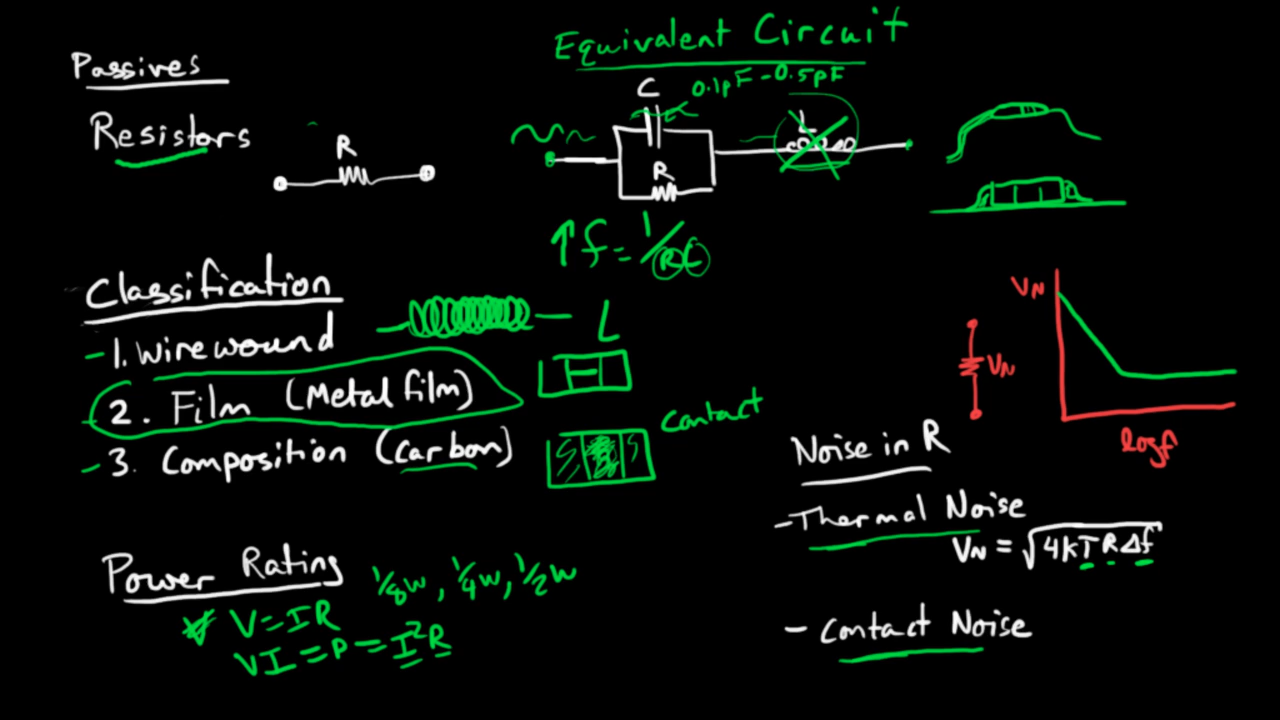 Passives
Resistors
R
Equivalent Circuit
C
0.1pF - 0.5pF
L
R
↑f = 1/RC
Classification
- 1. wirewound
L
- 2. Film (Metal film)
- 3. Composition (Carbon)
contact
Power Rating
1/8w, 1/4w, 1/2w
V=IR
VI = P = I²R
VN
VN
logf
Noise in R
- Thermal Noise
VN = √4KTRΔf
- Contact Noise